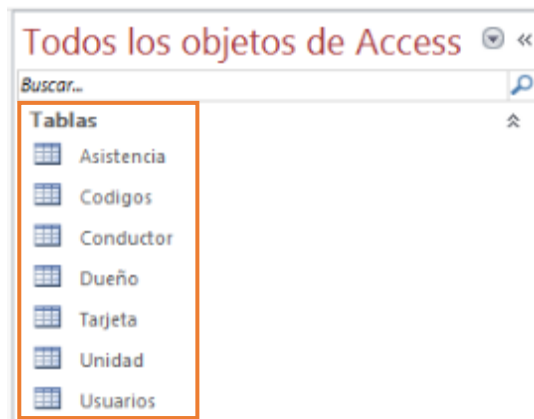 Todos los objetos de Access
Buscar...
Tablas
Asistencia
Codigos
Conductor
Dueño
Tarjeta
Unidad
Usuarios